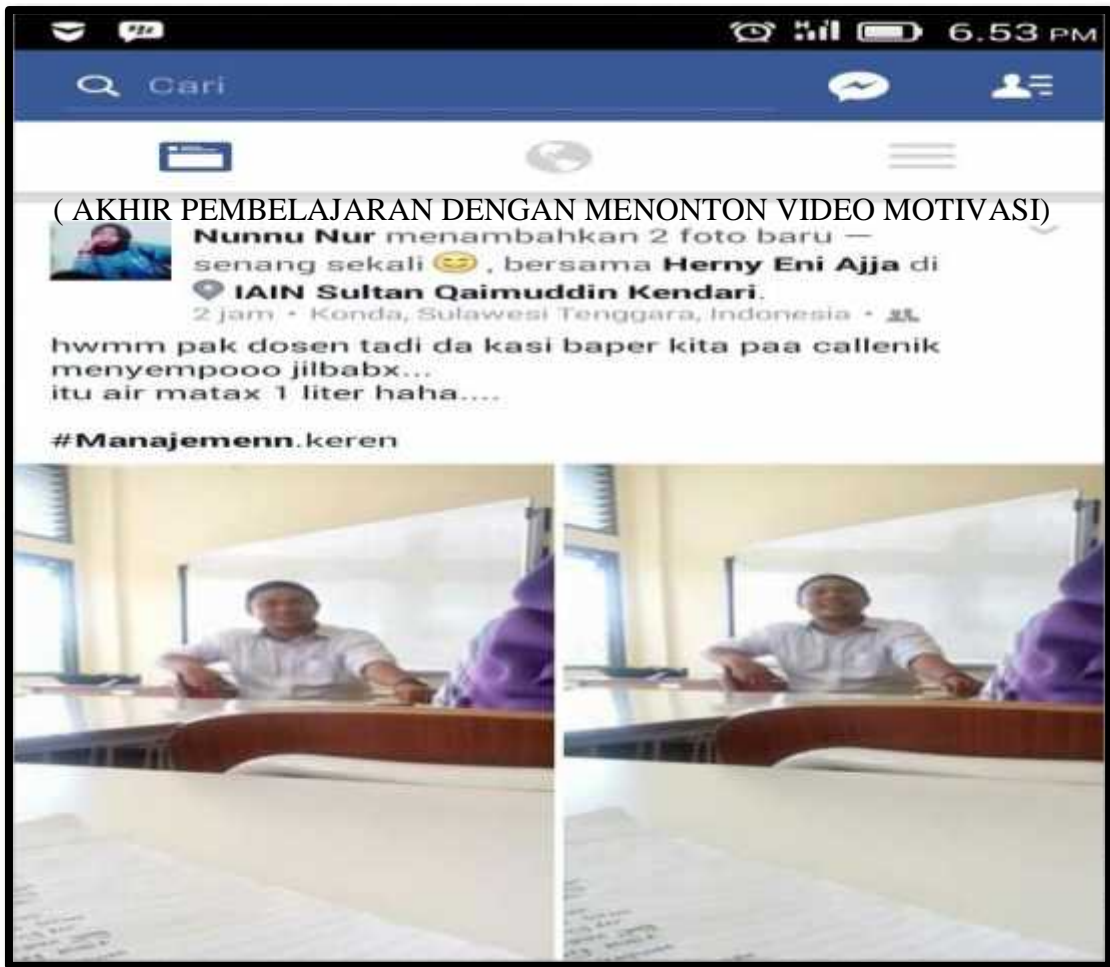 6.53 PM
Cari
( AKHIR PEMBELAJARAN DENGAN MENONTON VIDEO MOTIVASI)
Nunnu Nur menambahkan 2 foto baru —
senang sekali 😊 , bersama Herny Eni Ajja di
IAIN Sultan Qaimuddin Kendari.
2 jam • Konda, Sulawesi Tenggara, Indonesia •
hwmm pak dosen tadi da kasi baper kita paa callenik
menyempooo jilbabx...
itu air matax 1 liter haha....
#Manajemenn.keren